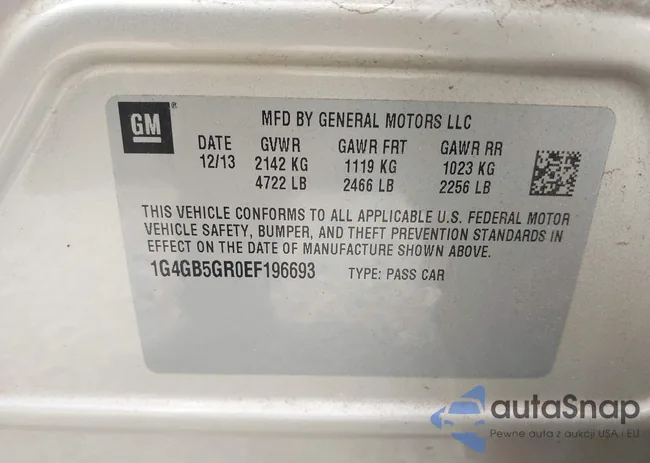 GM ®
MFD BY GENERAL MOTORS LLC
DATE GVWR GAWR FRT GAWR RR
12/13 2142 KG 1119 KG 1023 KG
4722 LB 2466 LB 2256 LB
THIS VEHICLE CONFORMS TO ALL APPLICABLE U.S. FEDERAL MOTOR
VEHICLE SAFETY, BUMPER, AND THEFT PREVENTION STANDARDS IN
EFFECT ON THE DATE OF MANUFACTURE SHOWN ABOVE.
1G4GB5GR0EF196693 TYPE: PASS CAR
autaSnap
Pewne auta z aukcji USA i EU